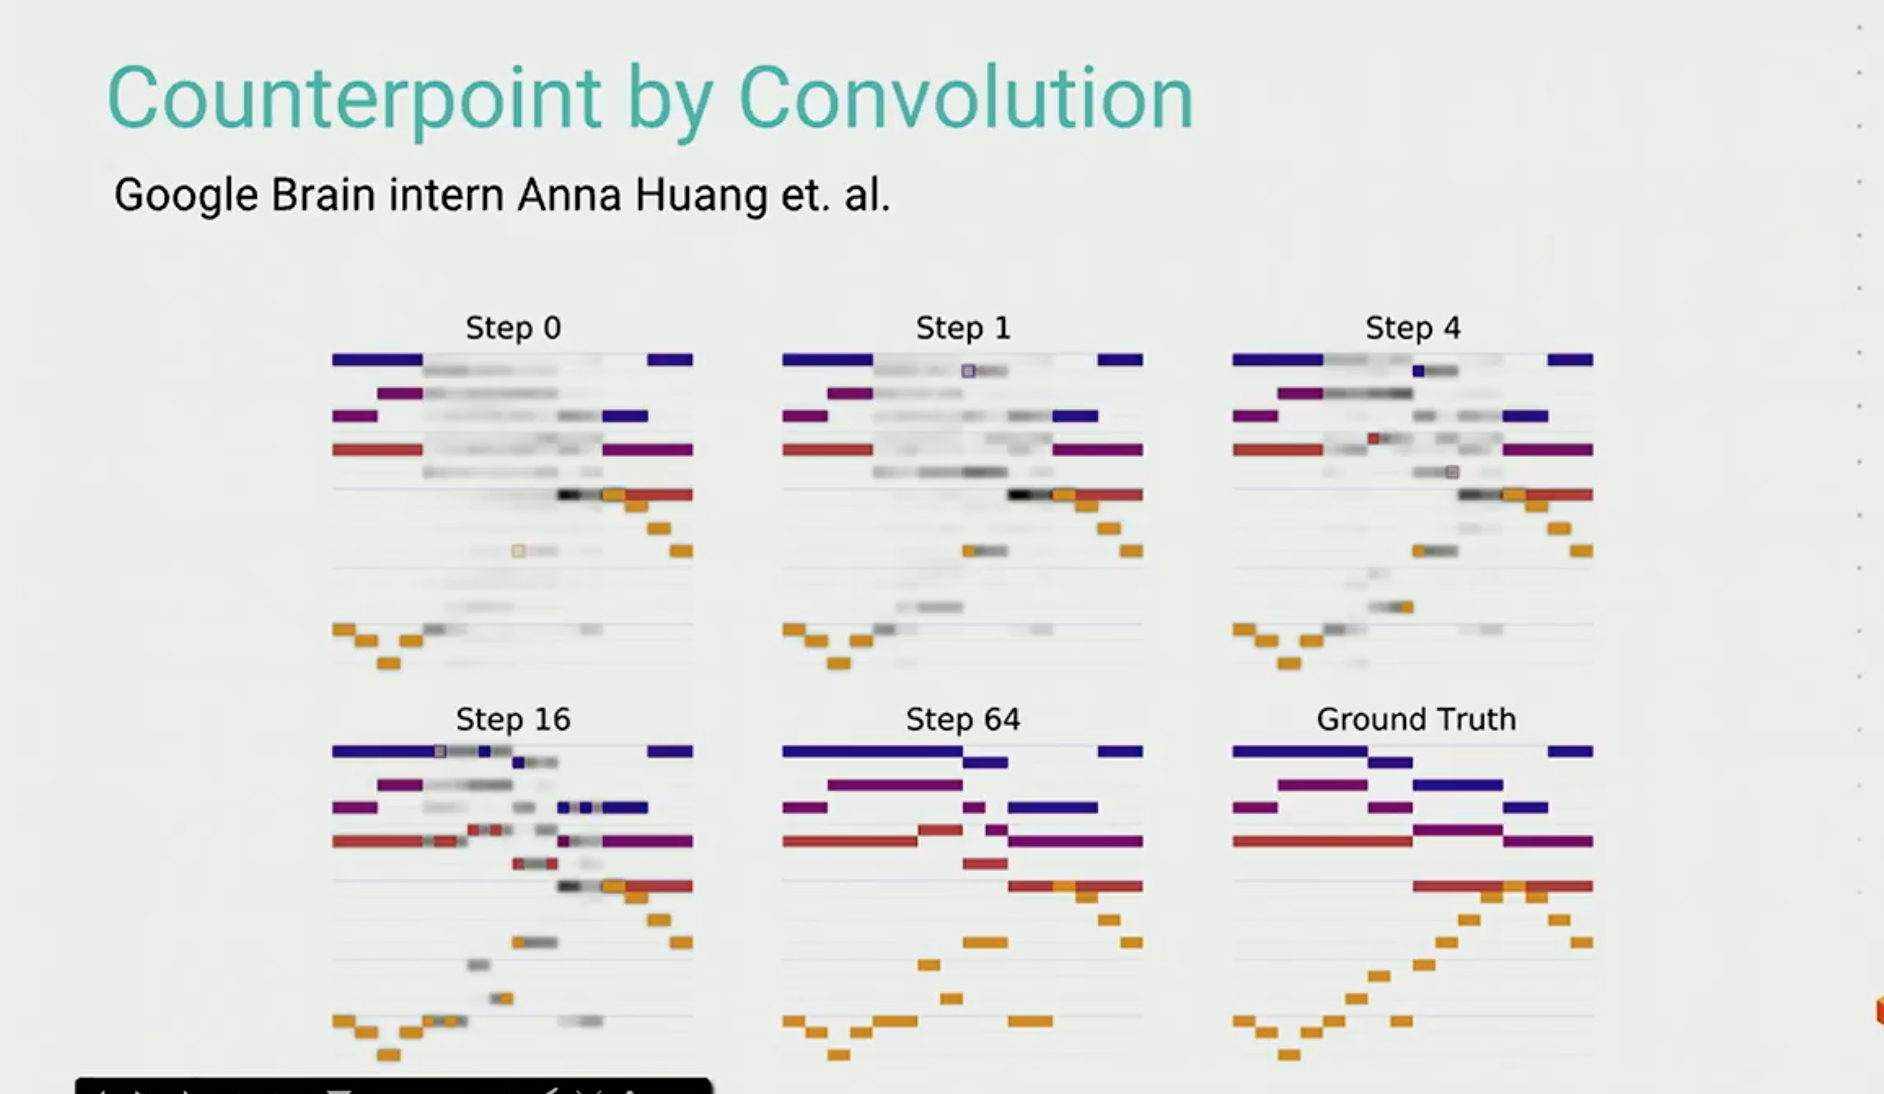 Counterpoint by Convolution
Google Brain intern Anna Huang et. al.
Step 0
Step 1
Step 4
Step 16
Step 64
Ground Truth